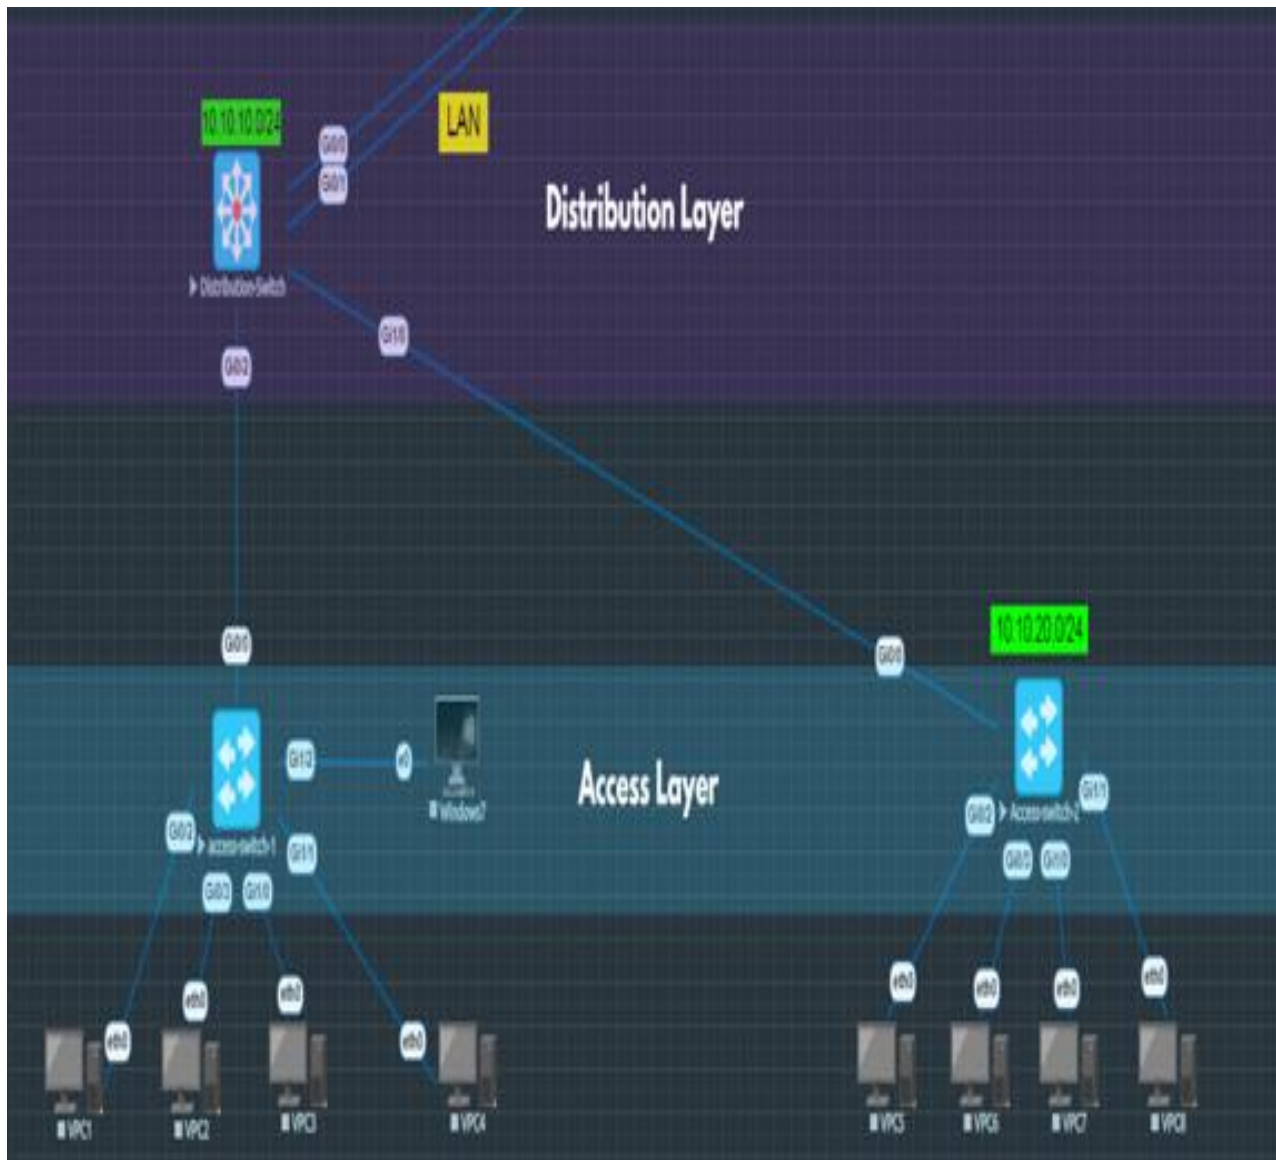 10.10.10.0/24
LAN
Gi0/0
Gi0/1
Distribution Layer
Distribution-Switch
Gi1/0
Gi0/2
10.10.20.0/24
Gi0/0
Gi0/0
Gi1/2
e0
Windows7
Access Layer
Gi0/2
access-switch-1
Gi1/1
Gi0/3
Gi1/0
Gi0/2
Access-switch-2
Gi1/1
Gi0/3
Gi1/0
eth0
eth0
eth0
eth0
eth0
eth0
eth0
eth0
VPC1
VPC2
VPC3
VPC4
VPC5
VPC6
VPC7
VPC8